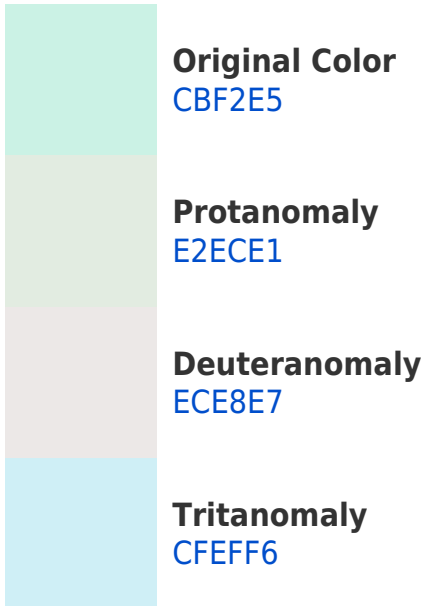 Original Color
CBF2E5
Protanomaly
E2ECE1
Deuteranomaly
ECE8E7
Tritanomaly
CFEFF6